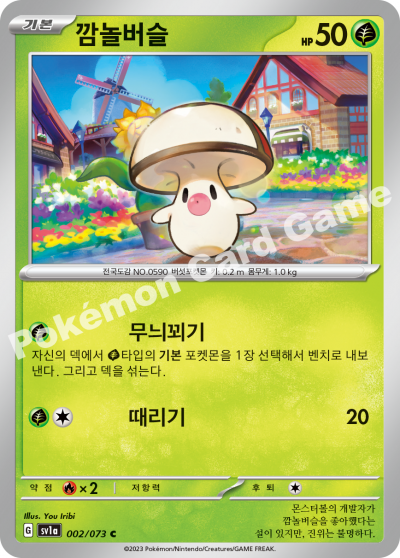 기본 깜놀버슬 HP 50
전국도감 NO.0590 버섯포켓몬 키: 0.2 m 몸무게: 1.0 kg
무늬꾀기
자신의 덱에서 타입의 기본 포켓몬을 1장 선택해서 벤치로 내보
낸다. 그리고 덱을 섞는다.
때리기 20
약점 ×2 저항력 후퇴
Illus. You Iribi
G sv1a 002/073 C
몬스터볼의 개발자가
깜놀버슬을 좋아했다는
설이 있지만, 진위는 불명하다.
©2023 Pokémon/Nintendo/Creatures/GAME FREAK.
Pokémon Card Game